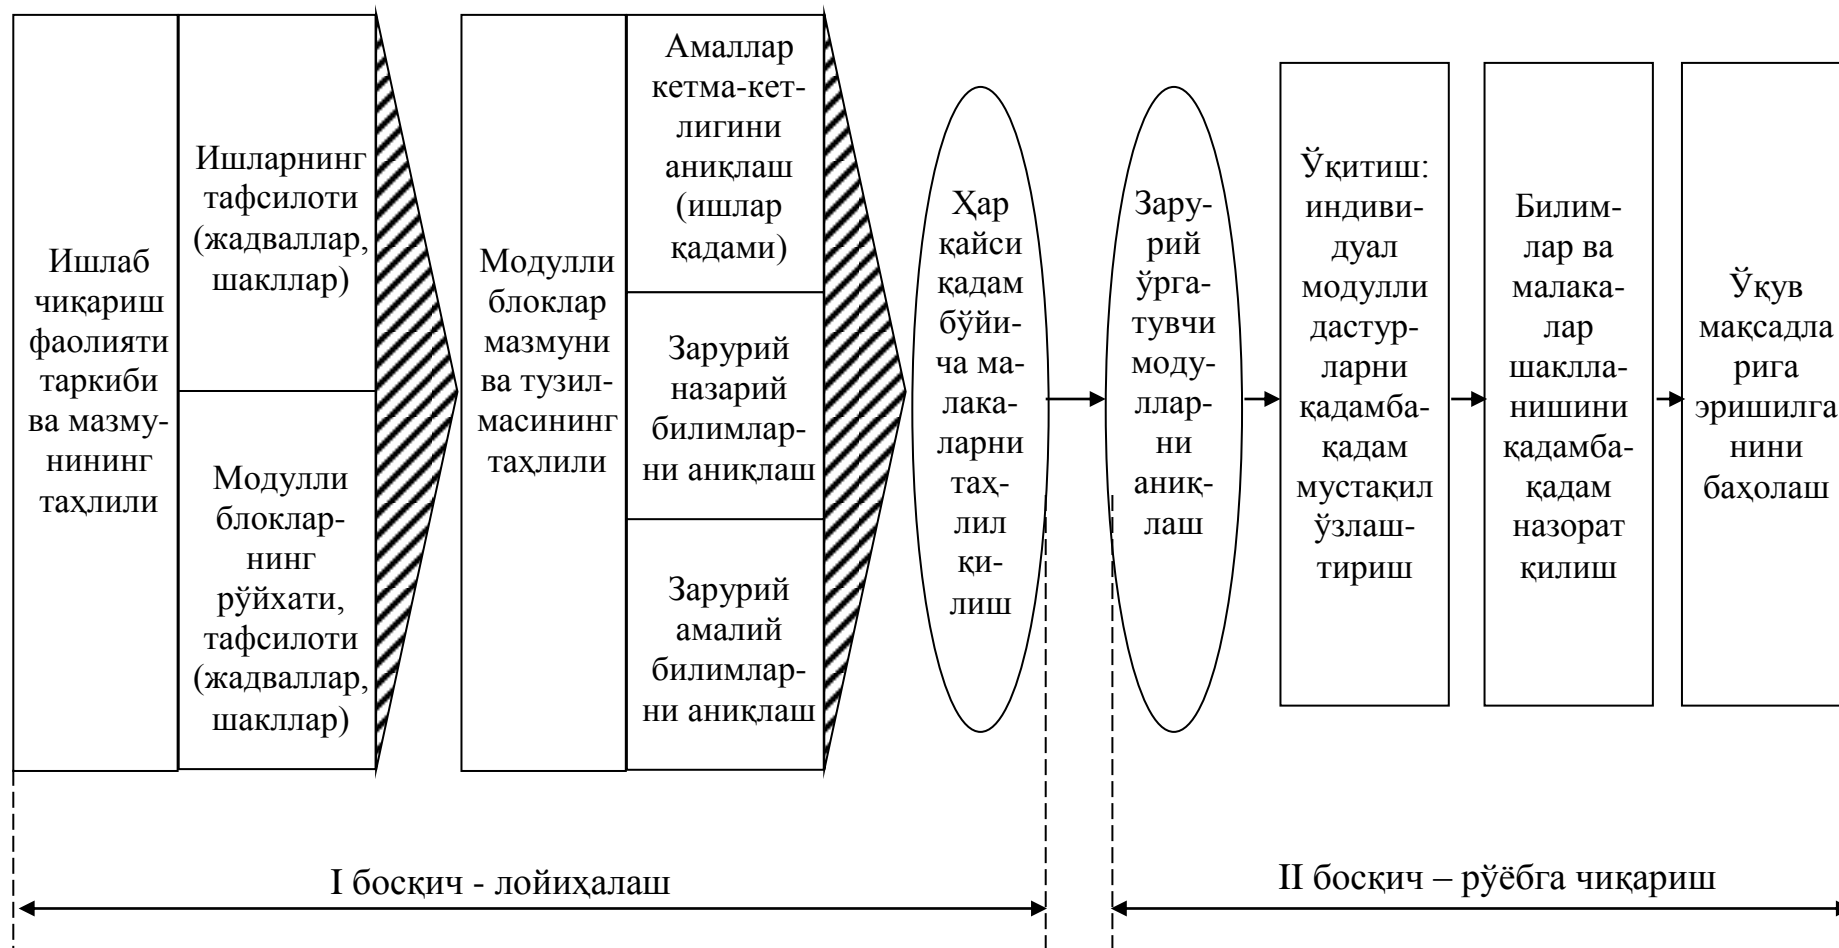 Ишлаб
чиқариш
фаолияти
таркиби
ва мазму-
нининг
таҳлили
Ишларнинг
тафсилоти
(жадваллар,
шакллар)
Модулли
блоклар-
нинг
рўйхати,
тафсилоти
(жадваллар,
шакллар)
Модулли
блоклар
мазмуни
ва тузил-
масининг
таҳлили
Амаллар
кетма-кет-
лигини
аниқлаш
(ишлар
қадами)
Зарурий
назарий
билимлар-
ни аниқлаш
Зарурий
амалий
билимлар-
ни аниқлаш
Ҳар
қайси
қадам
бўйи-
ча ма-
лака-
ларни
таҳ-
лил
қи-
лиш
Зару-
рий
ўрга-
тувчи
моду-
ллар-
ни
аниқ-
лаш
Ўқитиш:
индиви-
дуал
модулли
дастур-
ларни
қадамба-
қадам
мустақил
ўзлаш-
тириш
Билим-
лар ва
малака-
лар
шаклла-
нишини
қадамба-
қадам
назорат
қилиш
Ўқув
мақсадла
рига
эришилга
нини
баҳолаш
I босқич - лойиҳалаш
II босқич – рўёбга чиқариш